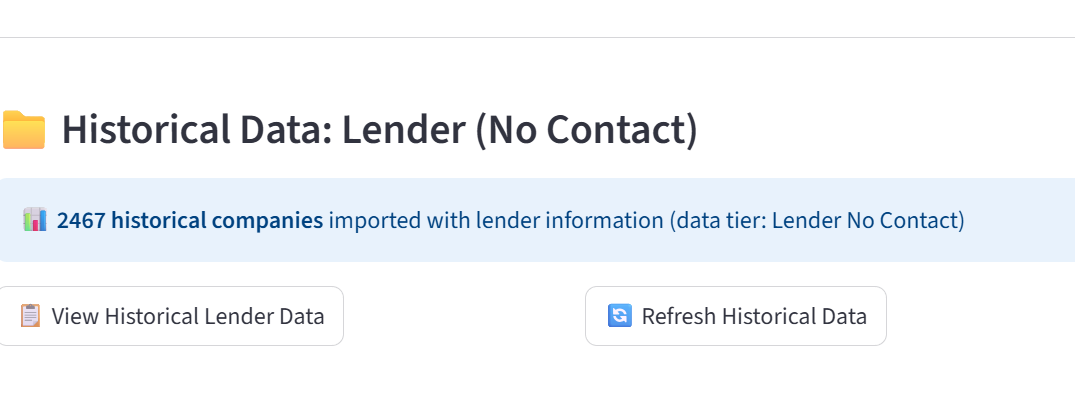 Historical Data: Lender (No Contact)
2467 historical companies imported with lender information (data tier: Lender No Contact)
View Historical Lender Data
Refresh Historical Data